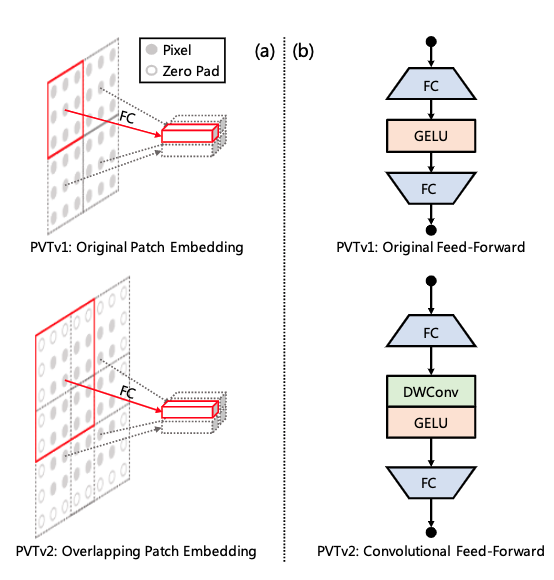 Pixel
Zero Pad
(a)
FC
PVTv1: Original Patch Embedding
FC
PVTv2: Overlapping Patch Embedding
(b)
FC
GELU
FC
PVTv1: Original Feed-Forward
FC
DWConv
GELU
FC
PVTv2: Convolutional Feed-Forward